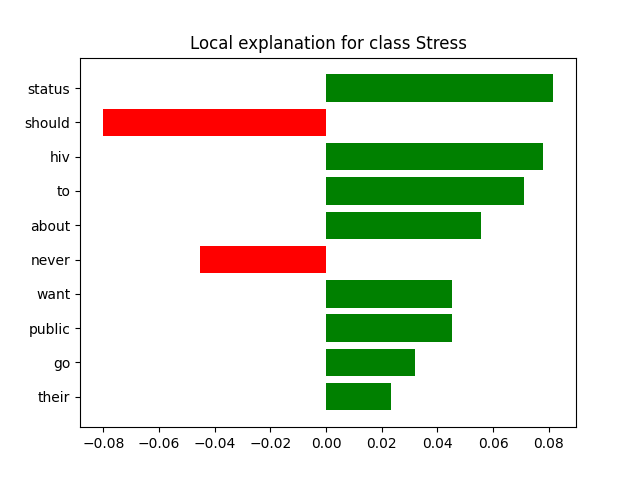 Local explanation for class Stress
status
should
hiv
to
about
never
want
public
go
their
−0.08 −0.06 −0.04 −0.02 0.00 0.02 0.04 0.06 0.08